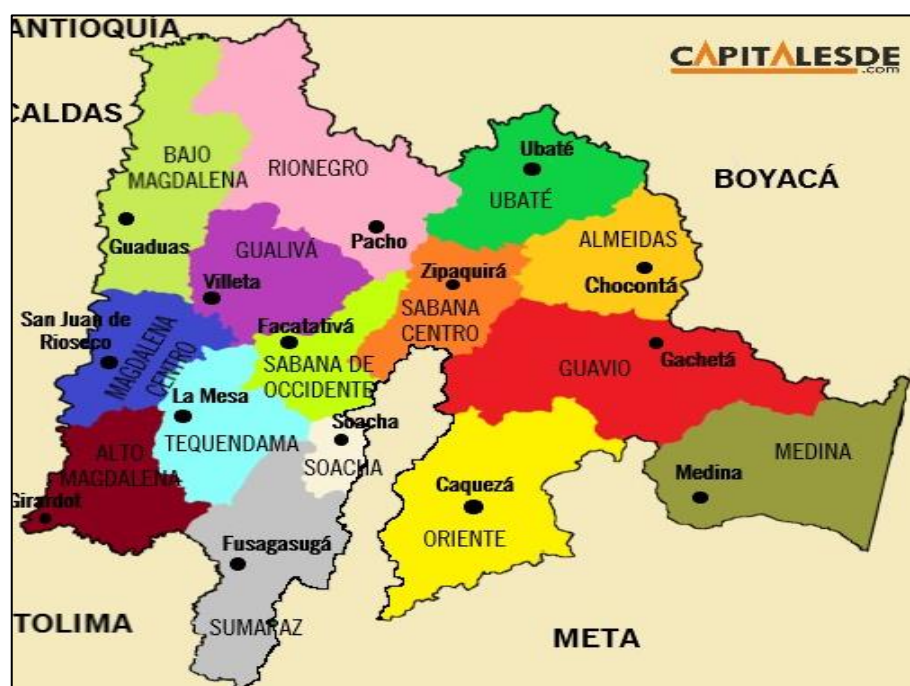 ANTIOQUÍA
CAPITALESDE
.com
CALDAS
BAJO
MAGDALENA
RIONEGRO
Ubaté
UBATÉ
BOYACÁ
Guaduas
Pacho
GUALIVÁ
Villeta
ALMEIDAS
Chocontá
Zipaquirá
SABANA
CENTRO
San Juan de
Rioseco
MAGDALENA
CENTRO
Facatativá
SABANA DE
OCCIDENTE
GUAVIO
Gachetá
La Mesa
TEQUENDAMA
Soacha
SOACHA
ALTO
MAGDALENA
Girardot
Caquezá
ORIENTE
Medina
MEDINA
Fusagasugá
SUMAPAZ
TOLIMA
META